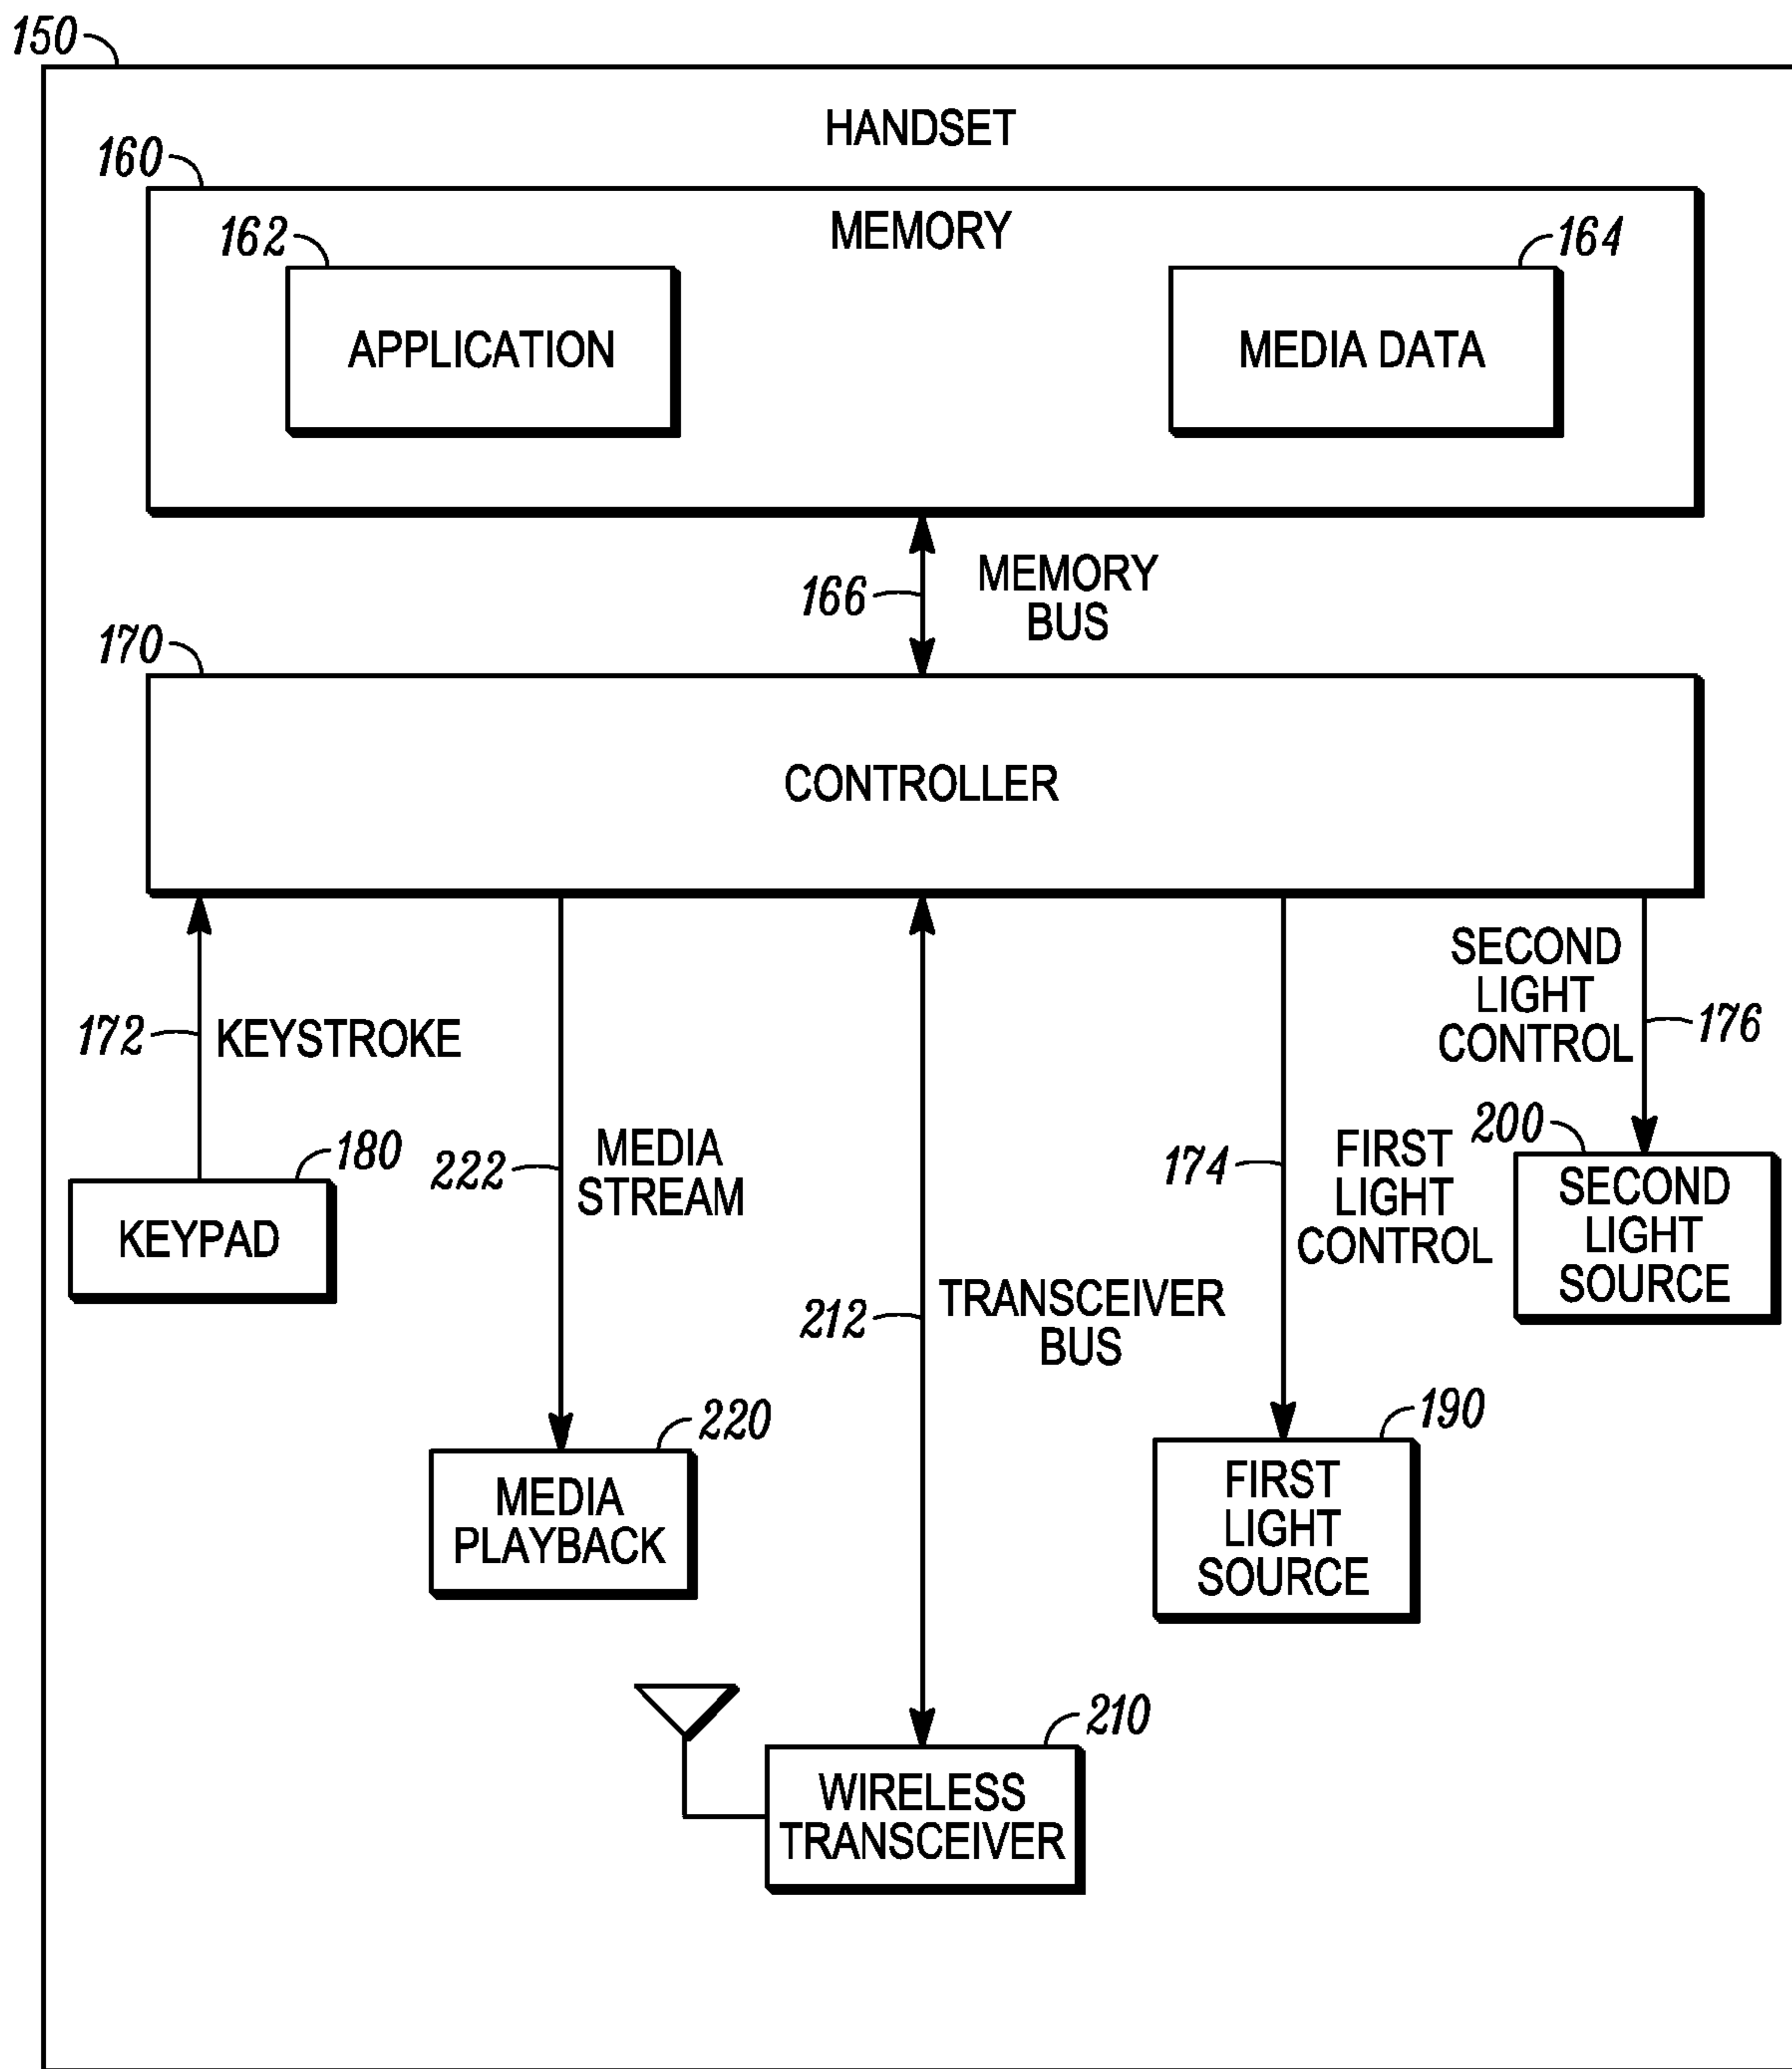 150
HANDSET
160
MEMORY
162
164
APPLICATION
MEDIA DATA
166
MEMORY
BUS
170
CONTROLLER
172
KEYSTROKE
SECOND
LIGHT
CONTROL
176
180
KEYPAD
222
MEDIA
STREAM
212
TRANSCEIVER
BUS
174
FIRST
LIGHT
CONTROL
200
SECOND
LIGHT
SOURCE
220
MEDIA
PLAYBACK
190
FIRST
LIGHT
SOURCE
210
WIRELESS
TRANSCEIVER